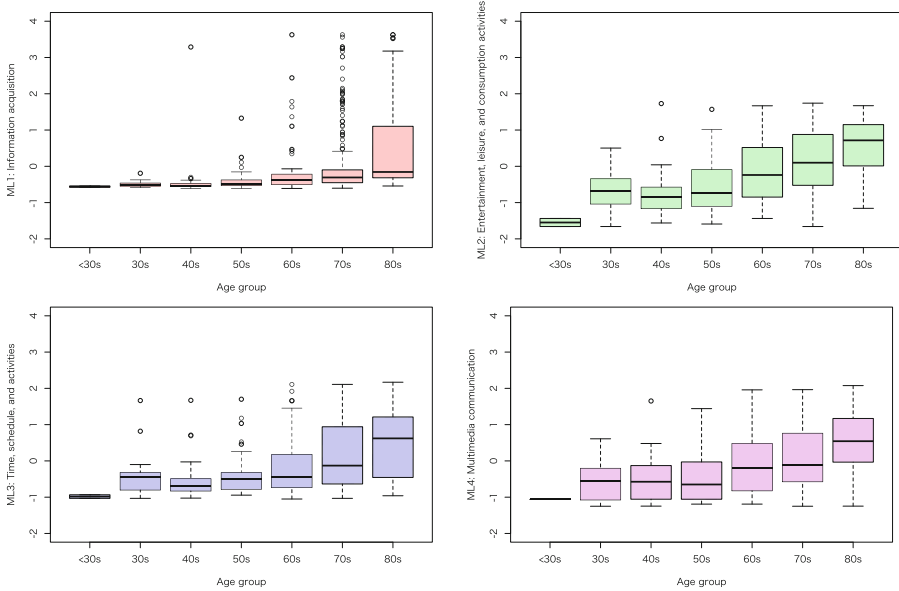 ML1: Information acquisition
4
3
2
1
0
-1
-2
<30s 30s 40s 50s 60s 70s 80s
Age group
ML2: Entertainment, leisure, and consumption activities
4
3
2
1
0
-1
-2
<30s 30s 40s 50s 60s 70s 80s
Age group
ML3: Time, schedule, and activities
4
3
2
1
0
-1
-2
<30s 30s 40s 50s 60s 70s 80s
Age group
ML4: Multimedia communication
4
3
2
1
0
-1
-2
<30s 30s 40s 50s 60s 70s 80s
Age group